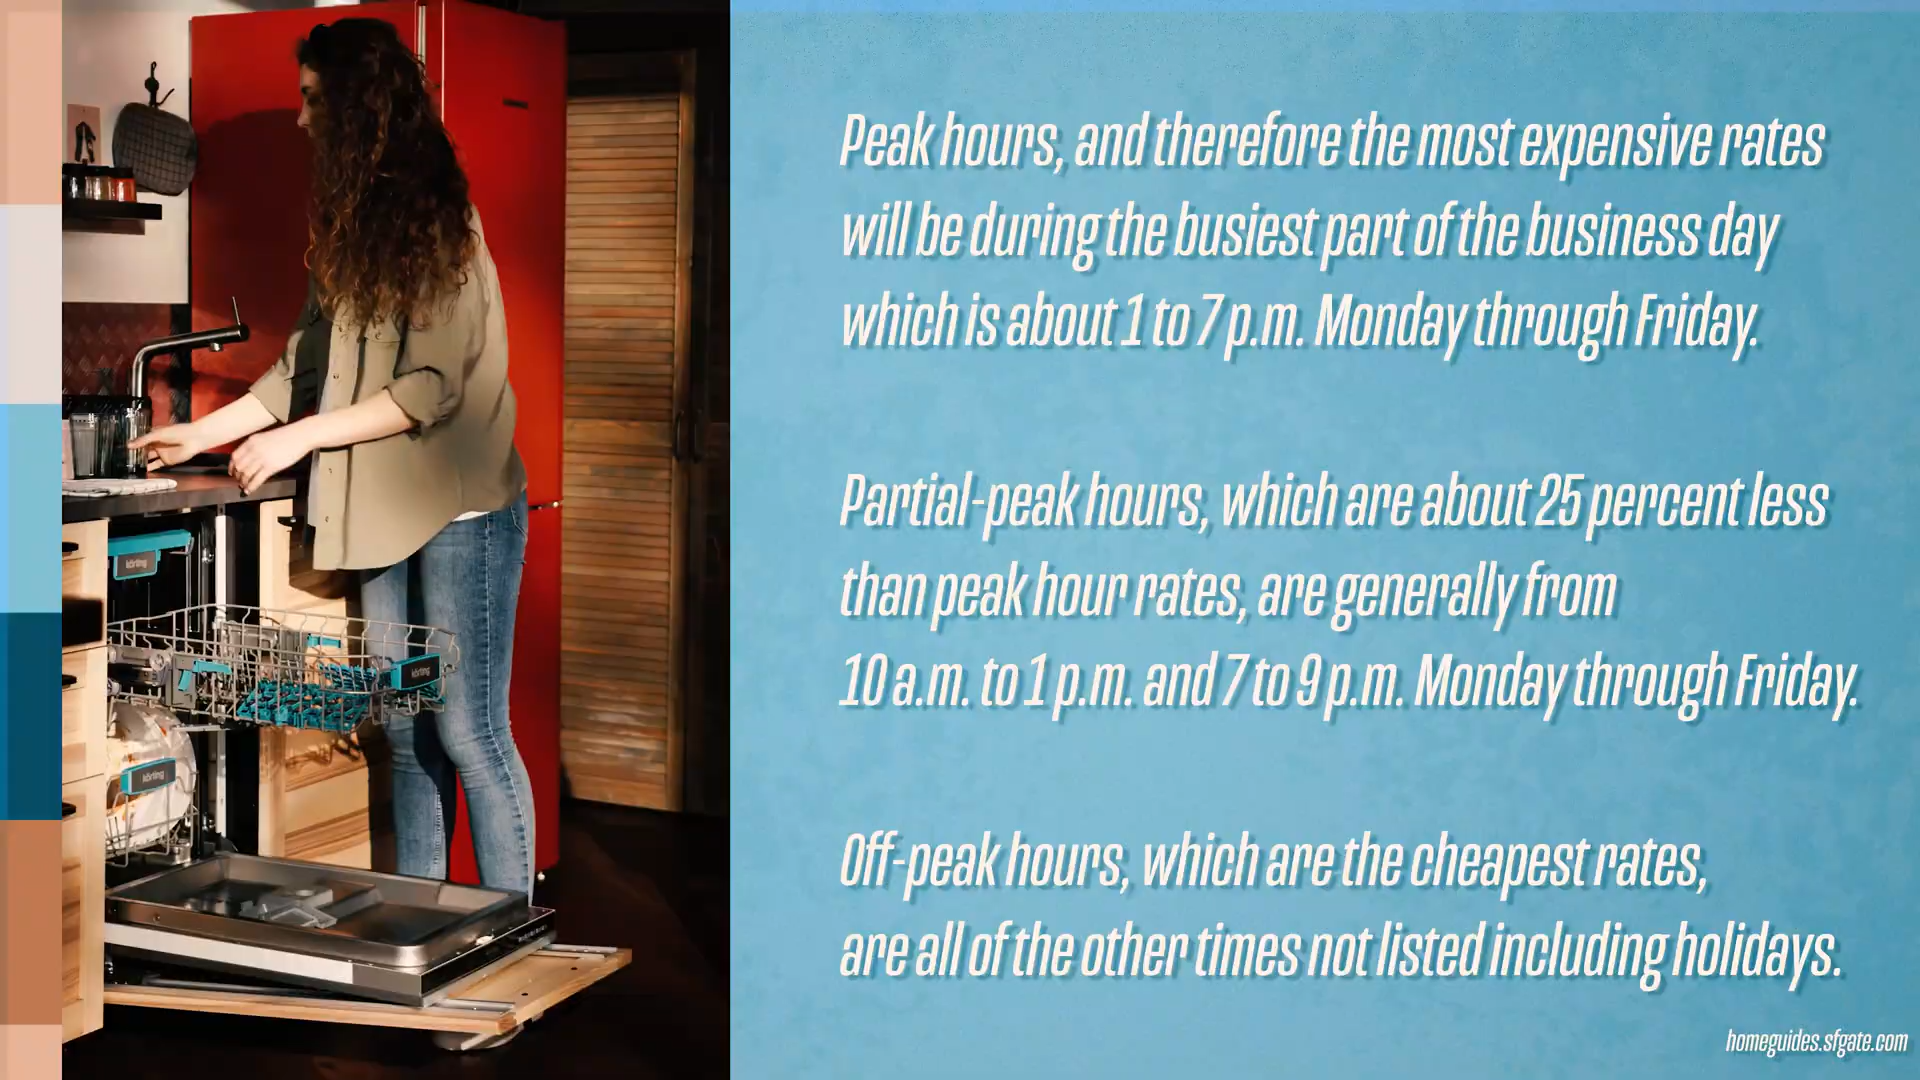 Peak hours, and therefore the most expensive rates
will be during the busiest part of the business day
which is about 1 to 7 p.m. Monday through Friday.
Partial-peak hours, which are about 25 percent less
than peak hour rates, are generally from
10 a.m. to 1 p.m. and 7 to 9 p.m. Monday through Friday.
Off-peak hours, which are the cheapest rates,
are all of the other times not listed including holidays.
homeguides.sfgate.com
körting
körting
körting